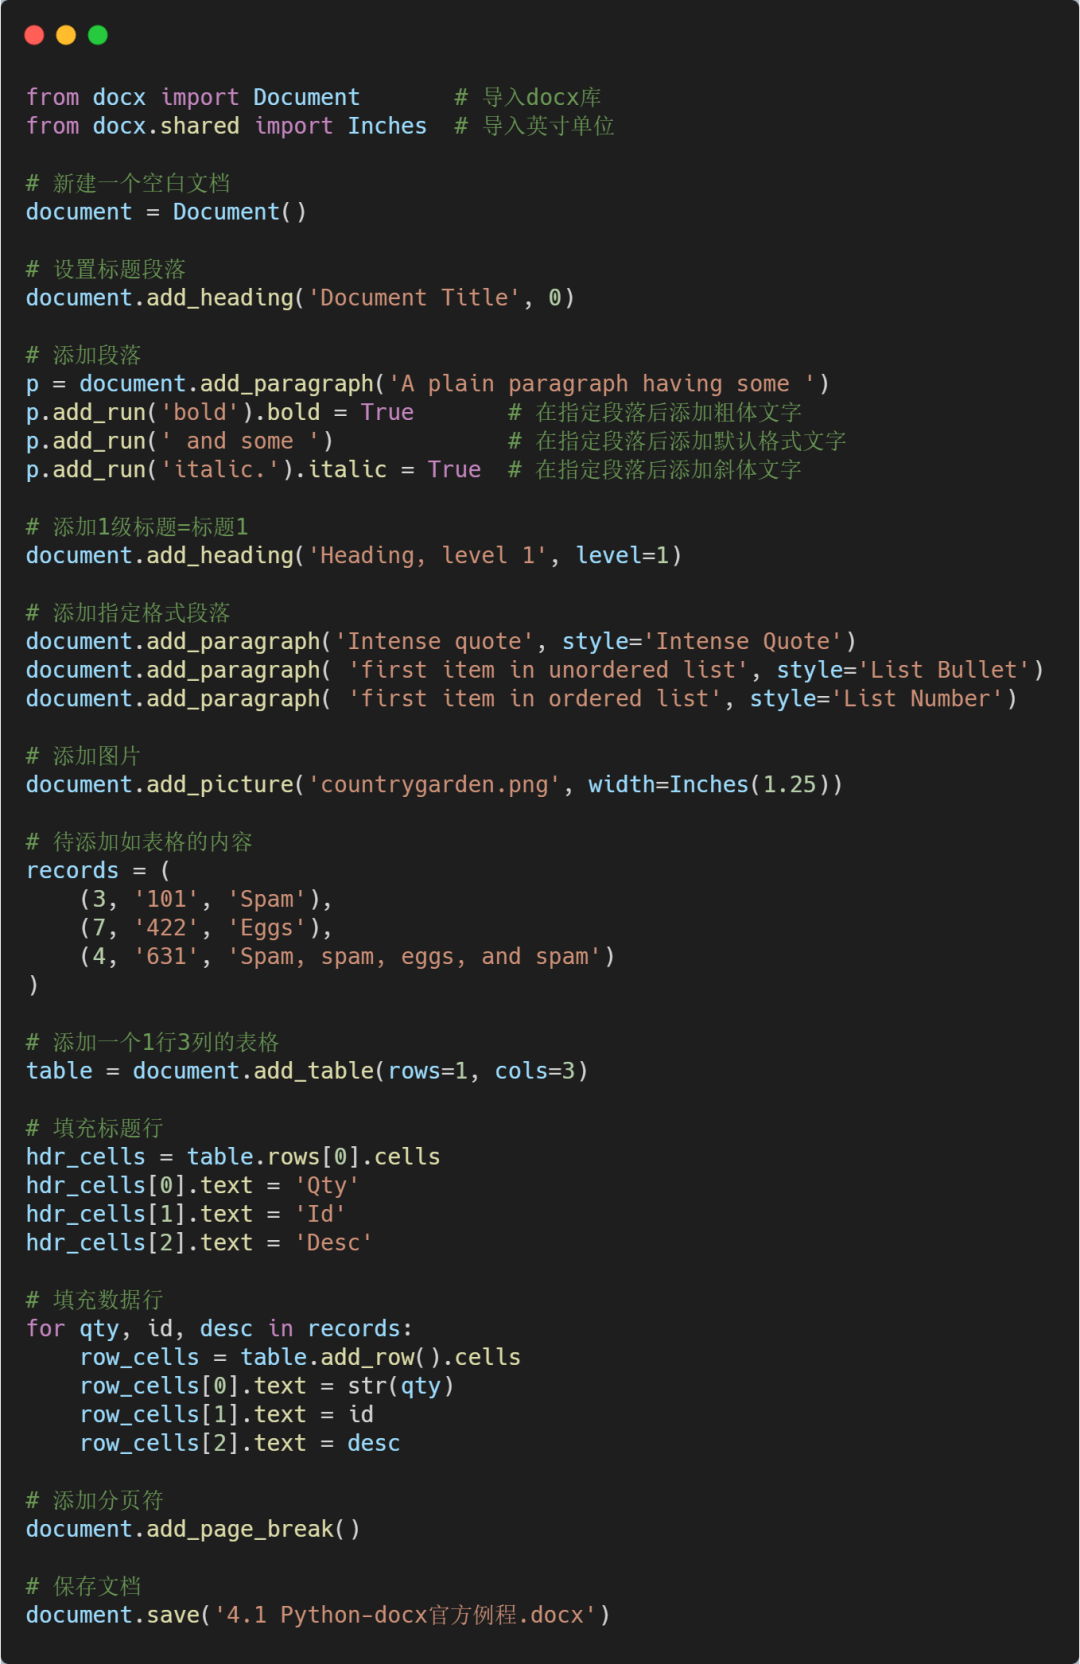 from docx import Document       # 导入docx库
from docx.shared import Inches  # 导入英寸单位
# 新建一个空白文档
document = Document()
# 设置标题段落
document.add_heading('Document Title', 0)
# 添加段落
p = document.add_paragraph('A plain paragraph having some ')
p.add_run('bold').bold = True       # 在指定段落后添加粗体文字
p.add_run(' and some ')             # 在指定段落后添加默认格式文字
p.add_run('italic.').italic = True  # 在指定段落后添加斜体文字
# 添加1级标题=标题1
document.add_heading('Heading, level 1', level=1)
# 添加指定格式段落
document.add_paragraph('Intense quote', style='Intense Quote')
document.add_paragraph( 'first item in unordered list', style='List Bullet')
document.add_paragraph( 'first item in ordered list', style='List Number')
# 添加图片
document.add_picture('countrygarden.png', width=Inches(1.25))
# 待添加如表格的内容
records = (
    (3, '101', 'Spam'),
    (7, '422', 'Eggs'),
    (4, '631', 'Spam, spam, eggs, and spam')
)
# 添加一个1行3列的表格
table = document.add_table(rows=1, cols=3)
# 填充标题行
hdr_cells = table.rows[0].cells
hdr_cells[0].text = 'Qty'
hdr_cells[1].text = 'Id'
hdr_cells[2].text = 'Desc'
# 填充数据行
for qty, id, desc in records:
    row_cells = table.add_row().cells
    row_cells[0].text = str(qty)
    row_cells[1].text = id
    row_cells[2].text = desc
# 添加分页符
document.add_page_break()
# 保存文档
document.save('4.1 Python-docx官方例程.docx')